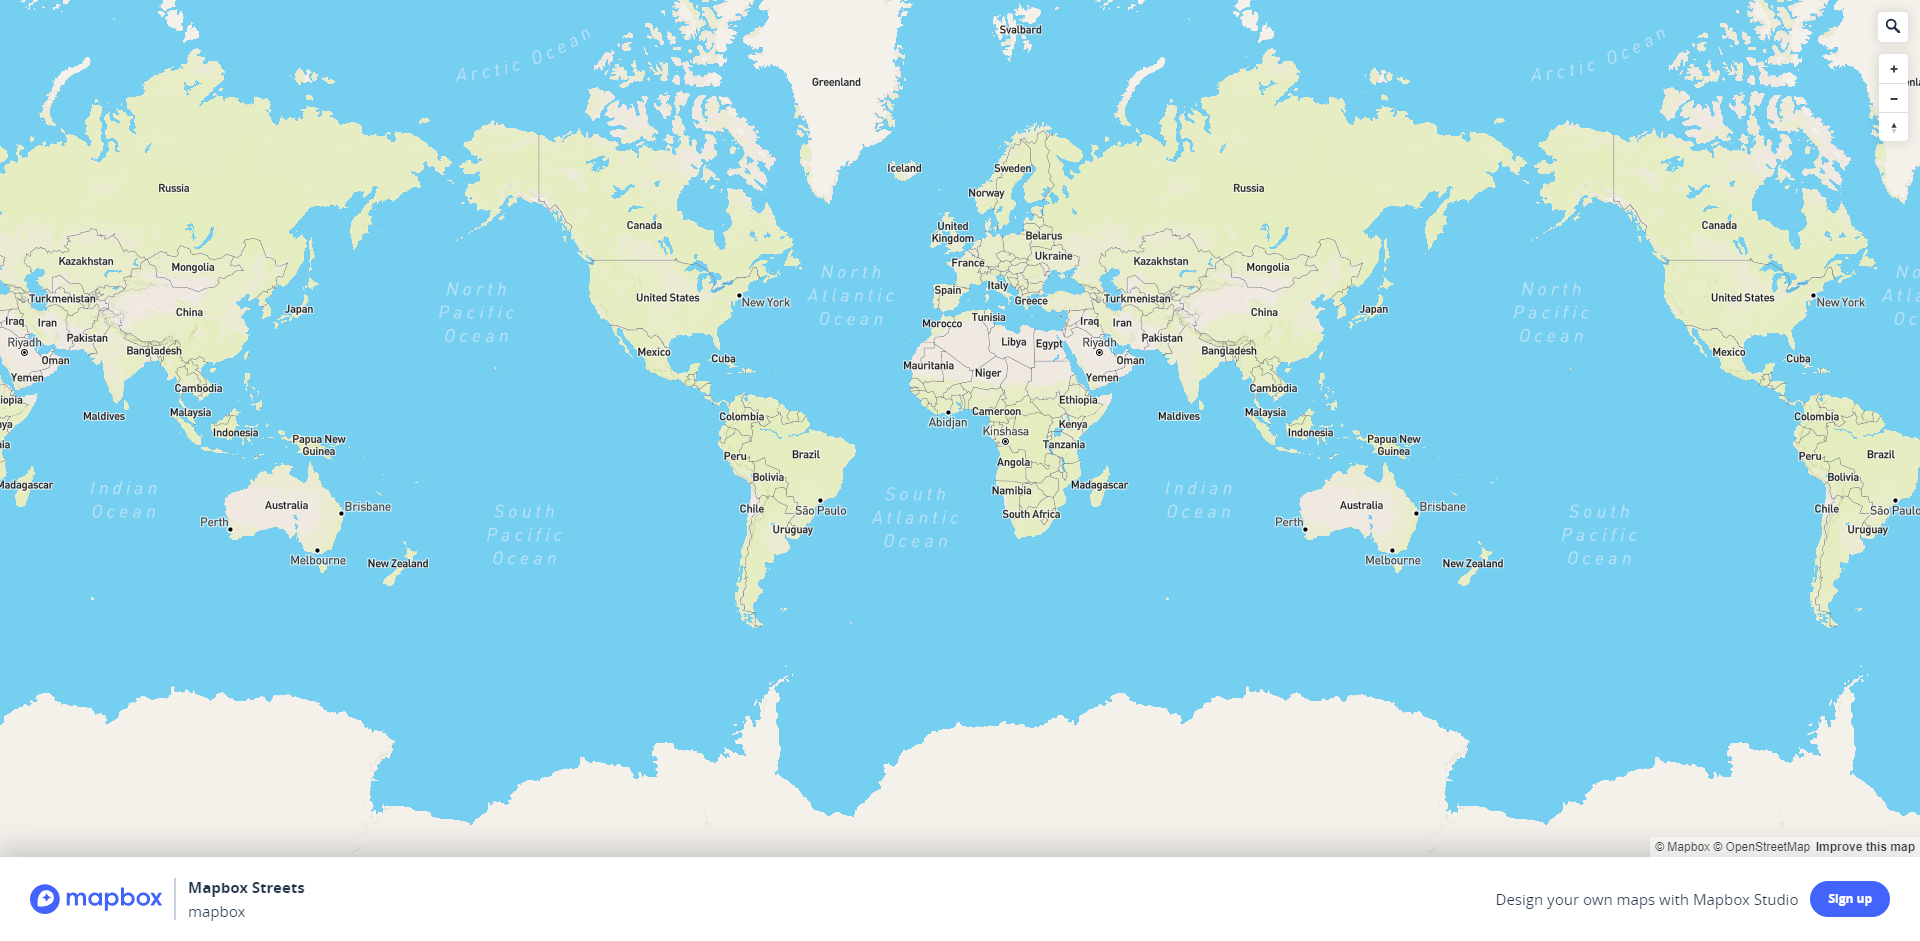 Svalbard
Arctic Ocean
Arctic Ocean
Greenland
Iceland
Sweden
Norway
Russia
Russia
Canada
Canada
United
Kingdom
Belarus
Ukraine
France
Kazakhstan
Mongolia
Kazakhstan
Mongolia
North
Atlantic
Ocean
North
Pacific
Ocean
North
Pacific
Ocean
Italy
Spain
Greece
Turkmenistan
Turkmenistan
United States
New York
United States
New York
Japan
Japan
China
China
Iraq
Iran
Iraq
Iran
Morocco
Tunisia
Libya
Egypt
Riyadh
Riyadh
Pakistan
Pakistan
Bangladesh
Bangladesh
Oman
Oman
Mexico
Mexico
Cuba
Cuba
Mauritania
Niger
Yemen
Yemen
Cambodia
Cambodia
Ethiopia
Maldives
Maldives
Malaysia
Malaysia
Colombia
Colombia
Abidjan
Cameroon
Kenya
Kinshasa
Indonesia
Indonesia
Papua New
Guinea
Papua New
Guinea
Tanzania
Peru
Peru
Brazil
Brazil
Angola
Bolivia
Bolivia
Madagascar
Madagascar
Namibia
Indian
Ocean
Indian
Ocean
South
Atlantic
Ocean
South
Pacific
Ocean
South
Pacific
Ocean
Australia
Brisbane
Australia
Brisbane
Perth
Perth
Chile
São Paulo
Chile
São Paulo
South Africa
Uruguay
Uruguay
Melbourne
Melbourne
New Zealand
New Zealand
© Mapbox © OpenStreetMap Improve this map
mapbox
Mapbox Streets
mapbox
Design your own maps with Mapbox Studio
Sign up